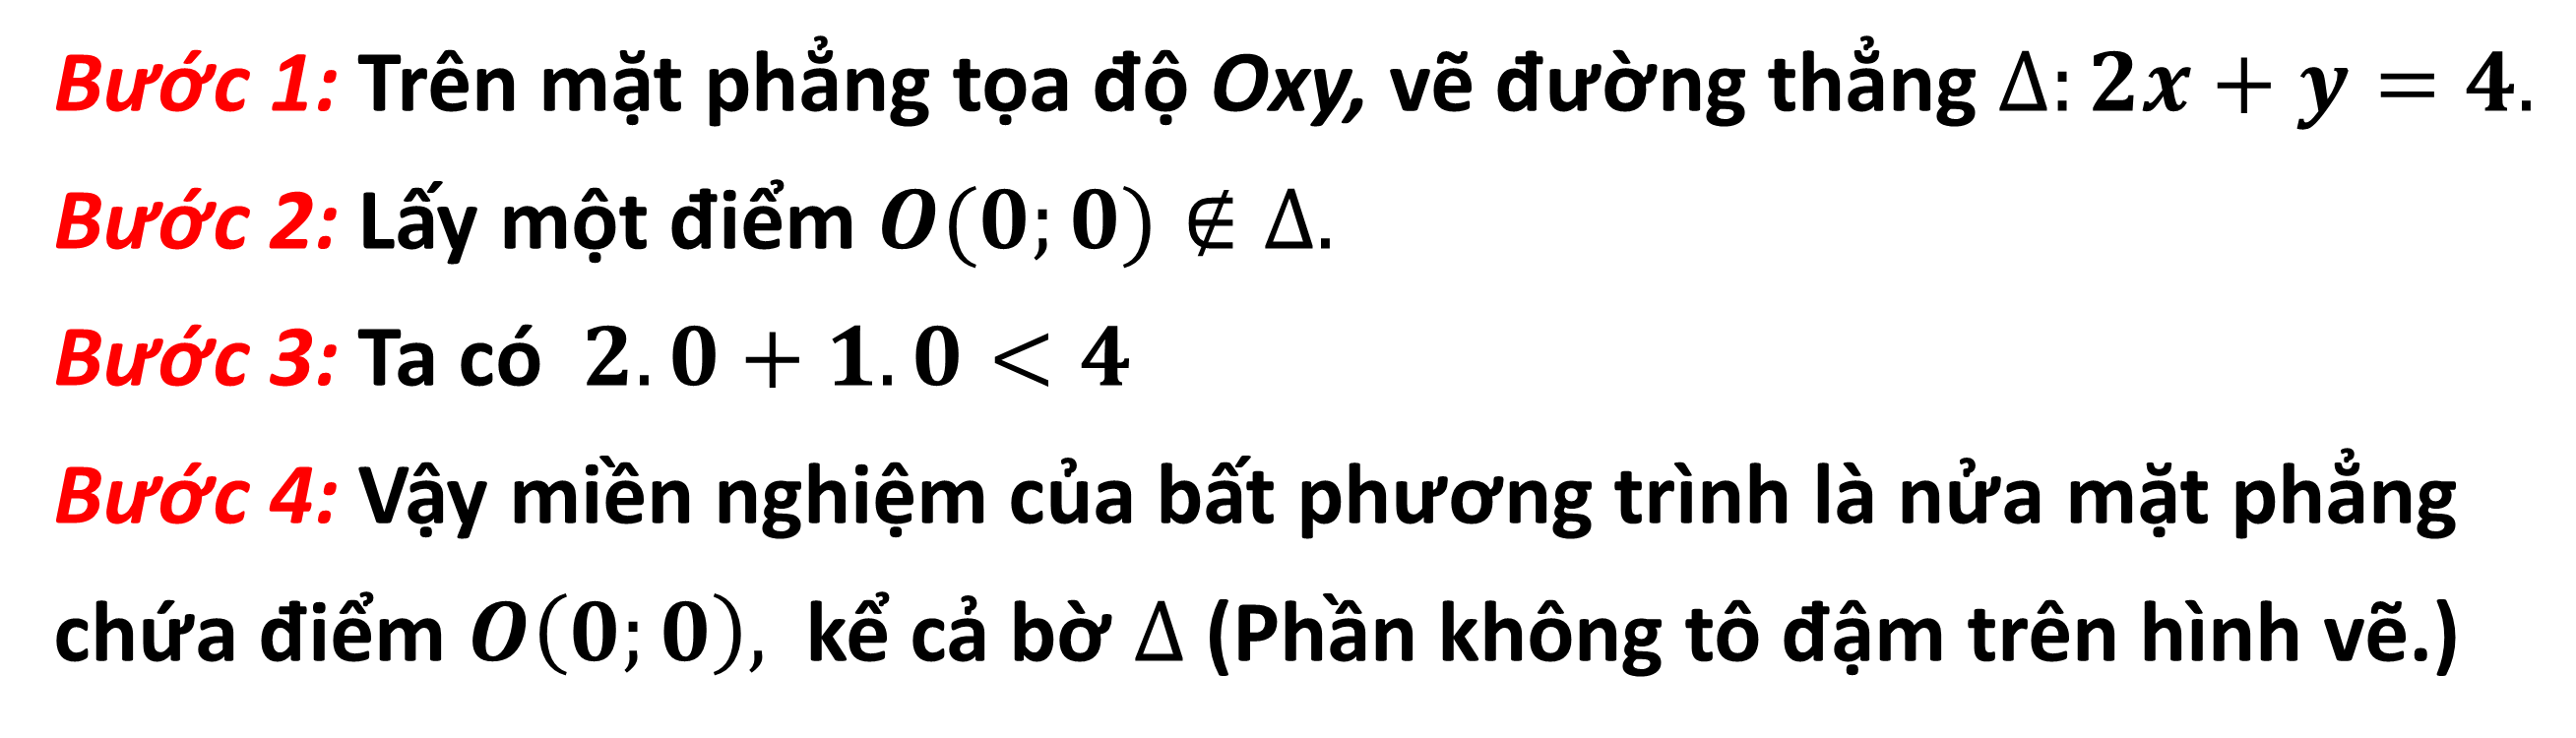 Bước 1: Trên mặt phẳng tọa độ Oxy, vẽ đường thẳng Δ: 2x + y = 4.
Bước 2: Lấy một điểm O(0; 0) ∉ Δ.
Bước 3: Ta có 2. 0 + 1. 0 < 4
Bước 4: Vậy miền nghiệm của bất phương trình là nửa mặt phẳng
chứa điểm O(0; 0), kể cả bờ Δ (Phần không tô đậm trên hình vẽ.)